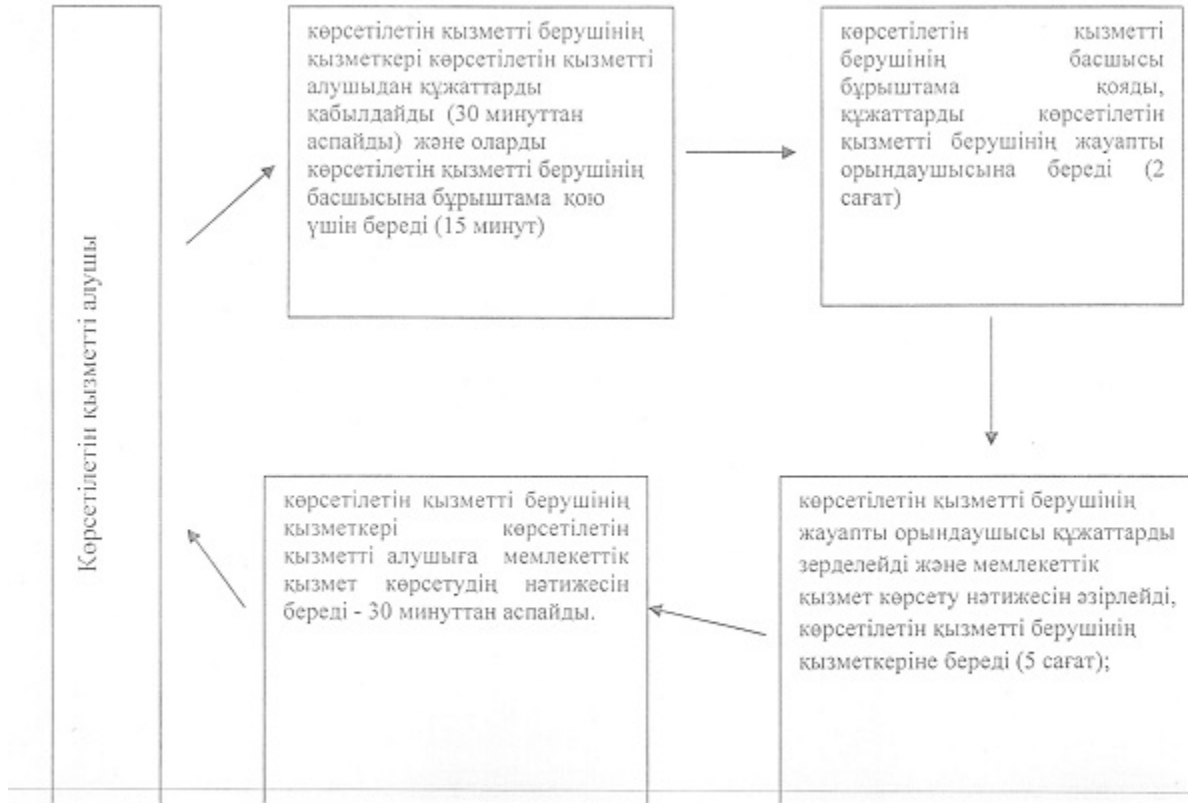 Көрсетілетін қызметті алушы
көрсетілетін қызметті берушінің
қызметкері көрсетілетін қызметті
алушыдан құжаттарды
қабылдайды (30 минуттан
аспайды) және оларды
көрсетілетін қызметті берушінің
басшысына бұрыштама қою
үшін береді (15 минут)
көрсетілетін қызметті
берушінің басшысы
бұрыштама қояды,
құжаттарды көрсетілетін
қызметті берушінің жауапты
орындаушысына береді (2
сағат)
көрсетілетін қызметті берушінің
жауапты орындаушысы құжаттарды
зерделейді және мемлекеттік
қызмет көрсету нәтижесін әзірлейді,
көрсетілетін қызметті берушінің
қызметкеріне береді (5 сағат);
көрсетілетін қызметті берушінің
қызметкері көрсетілетін
қызметті алушыға мемлекеттік
қызмет көрсетудің нәтижесін
береді - 30 минуттан аспайды.